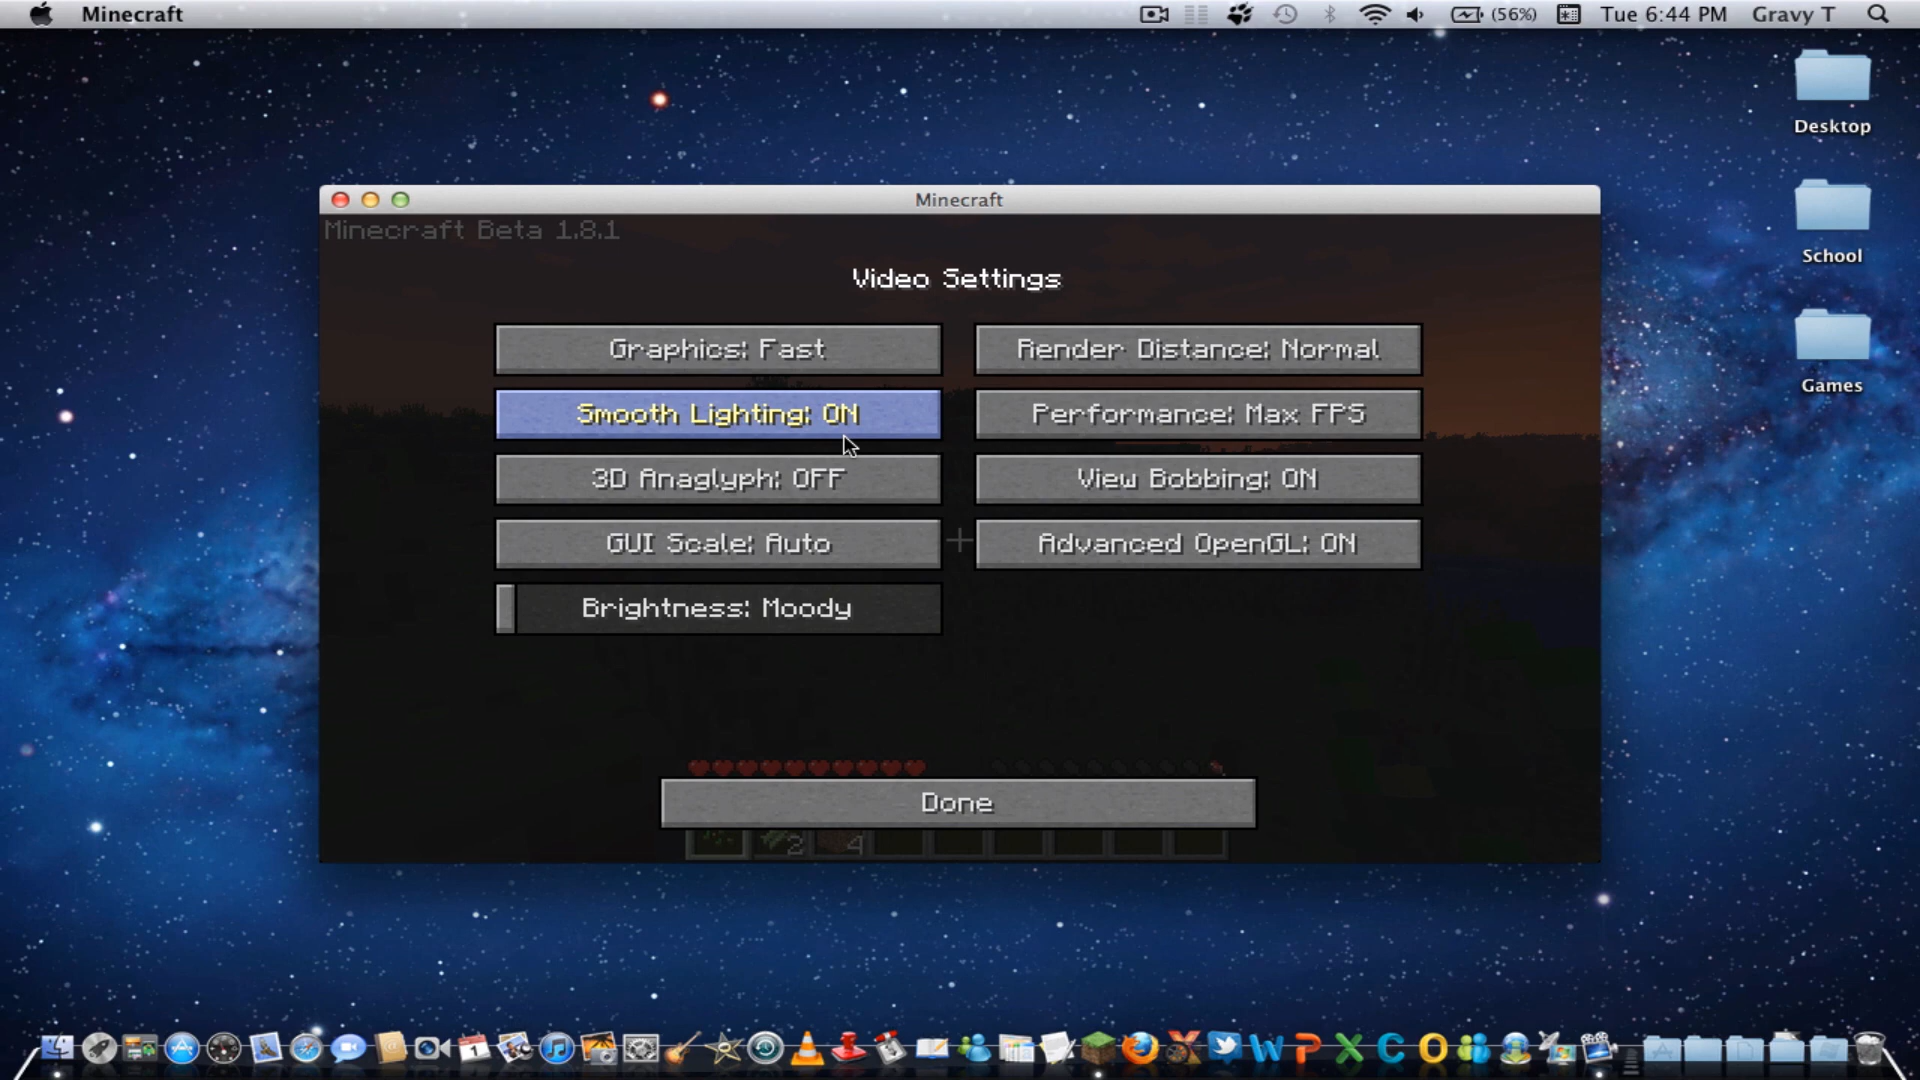 Minecraft
(56%)
Tue 6:44 PM
Gravy T
Desktop
School
Games
Minecraft
Minecraft Beta 1.8.1
Video Settings
Graphics: Fast
Render Distance: Normal
Smooth Lighting: ON
Performance: Max FPS
3D Anaglyph: OFF
View Bobbing: ON
GUI Scale: Auto
Advanced OpenGL: ON
Brightness: Moody
Done
2
4
1